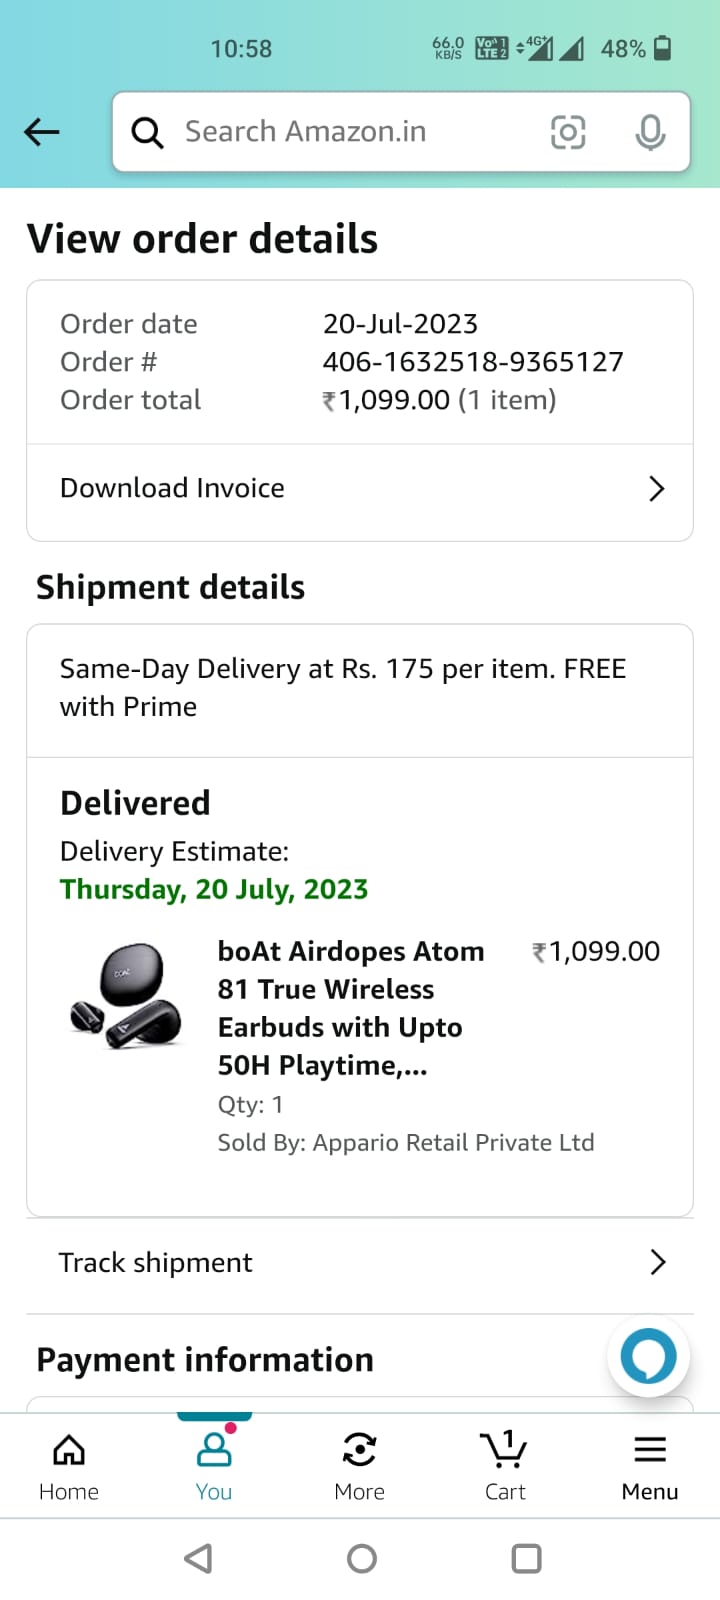 10:58
66.0 KB/S Vo 1 LTE 2 4G+ 48%
Search Amazon.in
View order details
Order date 20-Jul-2023
Order # 406-1632518-9365127
Order total ₹1,099.00 (1 item)
Download Invoice
Shipment details
Same-Day Delivery at Rs. 175 per item. FREE
with Prime
Delivered
Delivery Estimate:
Thursday, 20 July, 2023
boAt Airdopes Atom ₹1,099.00
81 True Wireless
Earbuds with Upto
50H Playtime,...
Qty: 1
Sold By: Appario Retail Private Ltd
Track shipment
Payment information
1
Home You More Cart Menu